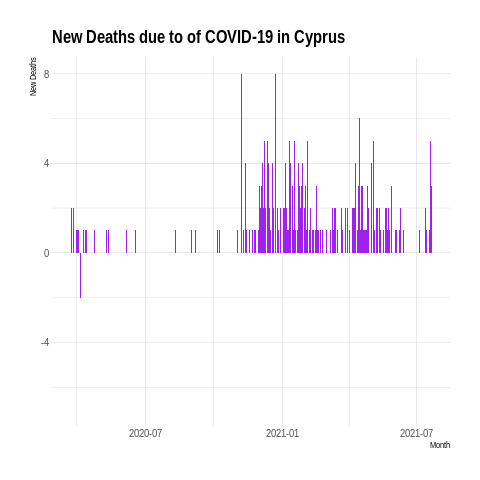 New Deaths due to of COVID-19 in Cyprus
New Deaths
8
4
0
-4
2020-07 2021-01 2021-07
Month